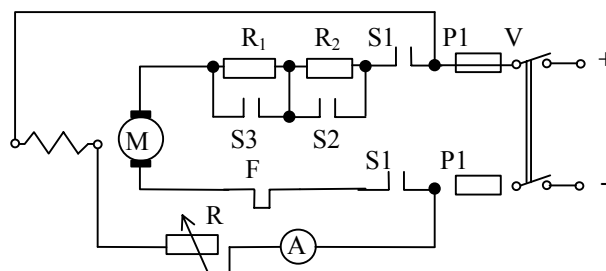 R₁ R₂ S1 P1 V
+
S3 S2
M
F S1 P1
−
R
A